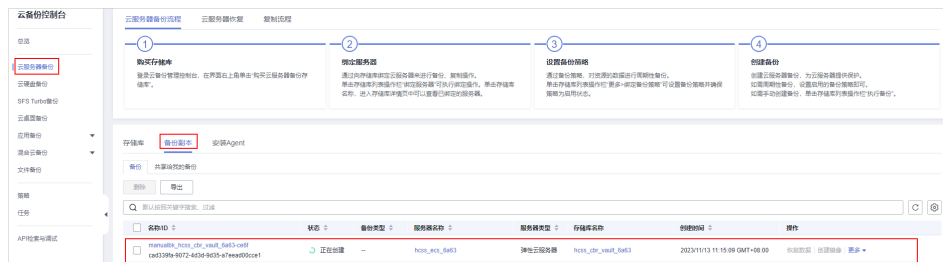 云备份控制台
总览
云服务器备份
云硬盘备份
SFS Turbo备份
云桌面备份
应用备份
混合云备份
文件备份
策略
任务
API检索与调试
云服务器备份流程 云服务器恢复 复制流程
1 2 3 4
购买存储库
登录云备份管理控制台，在界面右上角单击“购买云服务器备份存
储库”。
绑定服务器
通过向存储库绑定云服务器来进行备份、复制操作。
单击存储库列表操作栏“绑定服务器”可执行绑定操作。单击存储库
名称，进入存储库详情页中可以查看已绑定的服务器。
设置备份策略
通过备份策略，对资源的数据进行周期性备份。
单击存储库列表操作栏“更多>绑定备份策略”可设置备份策略并确保
策略为启用状态。
创建备份
创建云服务器备份，为云服务器提供保护。
如需周期性备份，设置启用的备份策略即可。
如需手动创建备份，单击存储库列表操作栏“执行备份”。
存储库 备份副本 安装Agent
备份 共享给我的备份
删除 导出
默认按照关键字搜索、过滤
名称/ID 状态 备份类型 服务器名称 服务器类型 存储库名称 创建时间 操作
manualbk_hcss_cbr_vault_6a63-ce6f
cad339fa-9072-4d3d-9d35-a7eead00cce1
正在创建 -- hcss_ecs_6a63 弹性云服务器 hcss_cbr_vault_6a63 2023/11/13 11:15:09 GMT+08:00 恢复数据 创建镜像 更多